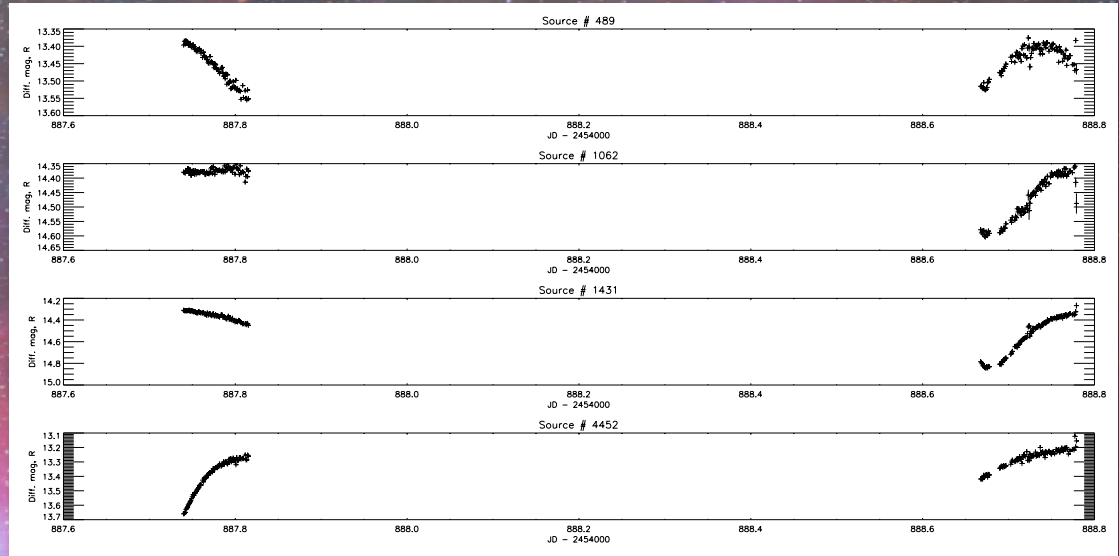 Source # 489
Diff. mag, R
13.35
13.40
13.45
13.50
13.55
13.60
887.6 887.8 888.0 888.2 888.4 888.6 888.8
JD - 2454000
Source # 1062
Diff. mag, R
14.35
14.40
14.45
14.50
14.55
14.60
14.65
887.6 887.8 888.0 888.2 888.4 888.6 888.8
JD - 2454000
Source # 1431
Diff. mag, R
14.2
14.4
14.6
14.8
15.0
887.6 887.8 888.0 888.2 888.4 888.6 888.8
JD - 2454000
Source # 4452
Diff. mag, R
13.1
13.2
13.3
13.4
13.5
13.6
13.7
887.6 887.8 888.0 888.2 888.4 888.6 888.8
JD - 2454000